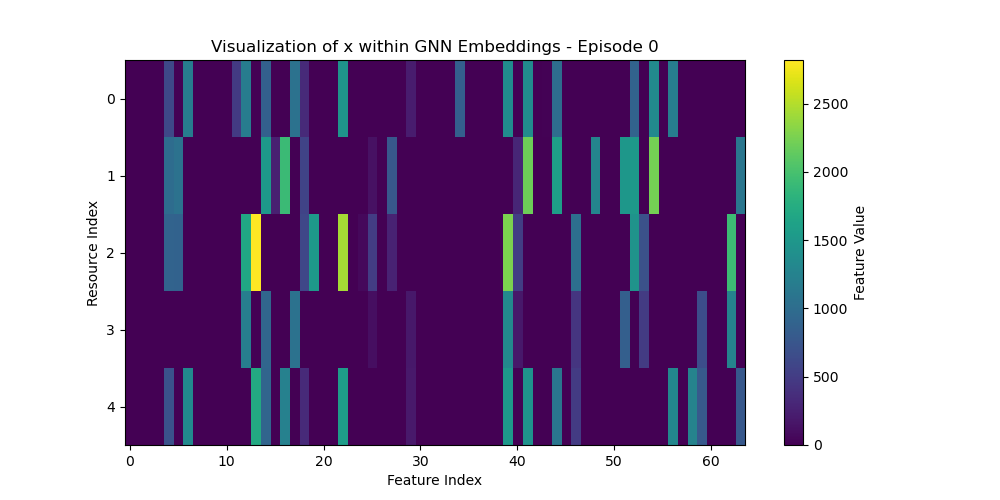 Visualization of x within GNN Embeddings - Episode 0
0
1
2
3
4
Resource Index
0 10 20 30 40 50 60
Feature Index
2500
2000
1500
1000
500
0
Feature Value